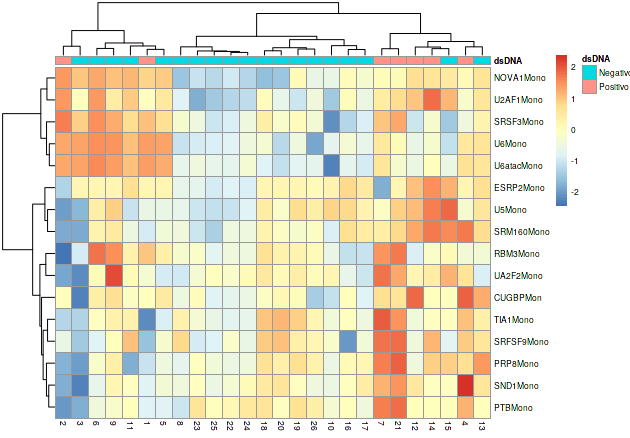 dsDNA
NOVA1Mono
U2AF1Mono
SRSF3Mono
U6Mono
U6atacMono
ESRP2Mono
U5Mono
SRM160Mono
RBM3Mono
UA2F2Mono
CUGBPMon
TIA1Mono
SRFSF9Mono
PRP8Mono
SND1Mono
PTBMono
2 3 6 9 11 1 5 8 23 25 22 24 18 20 19 26 10 16 17 7 21 12 14 15 4 13
2
1
0
-1
-2
dsDNA
Negativo
Positivo